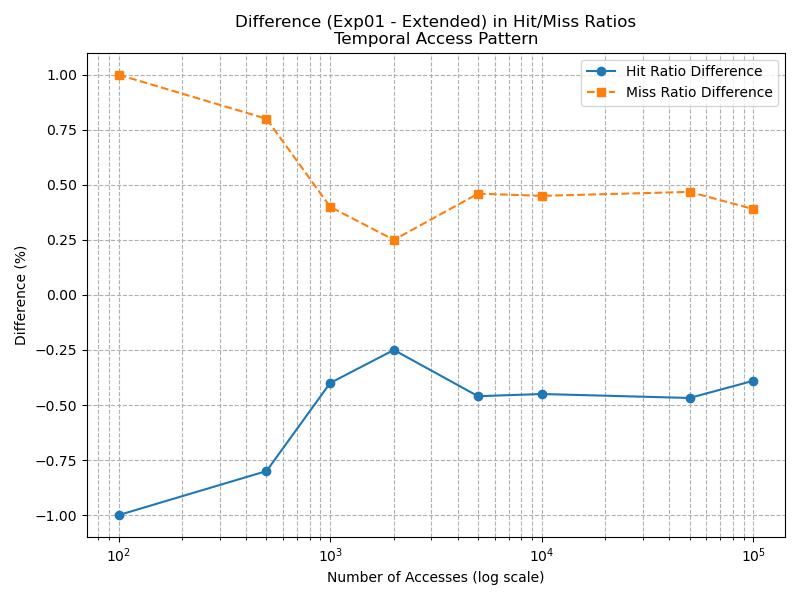 Difference (Exp01 - Extended) in Hit/Miss Ratios
Temporal Access Pattern
Hit Ratio Difference
Miss Ratio Difference
Difference (%)
1.00
0.75
0.50
0.25
0.00
−0.25
−0.50
−0.75
−1.00
10²
10³
10⁴
10⁵
Number of Accesses (log scale)